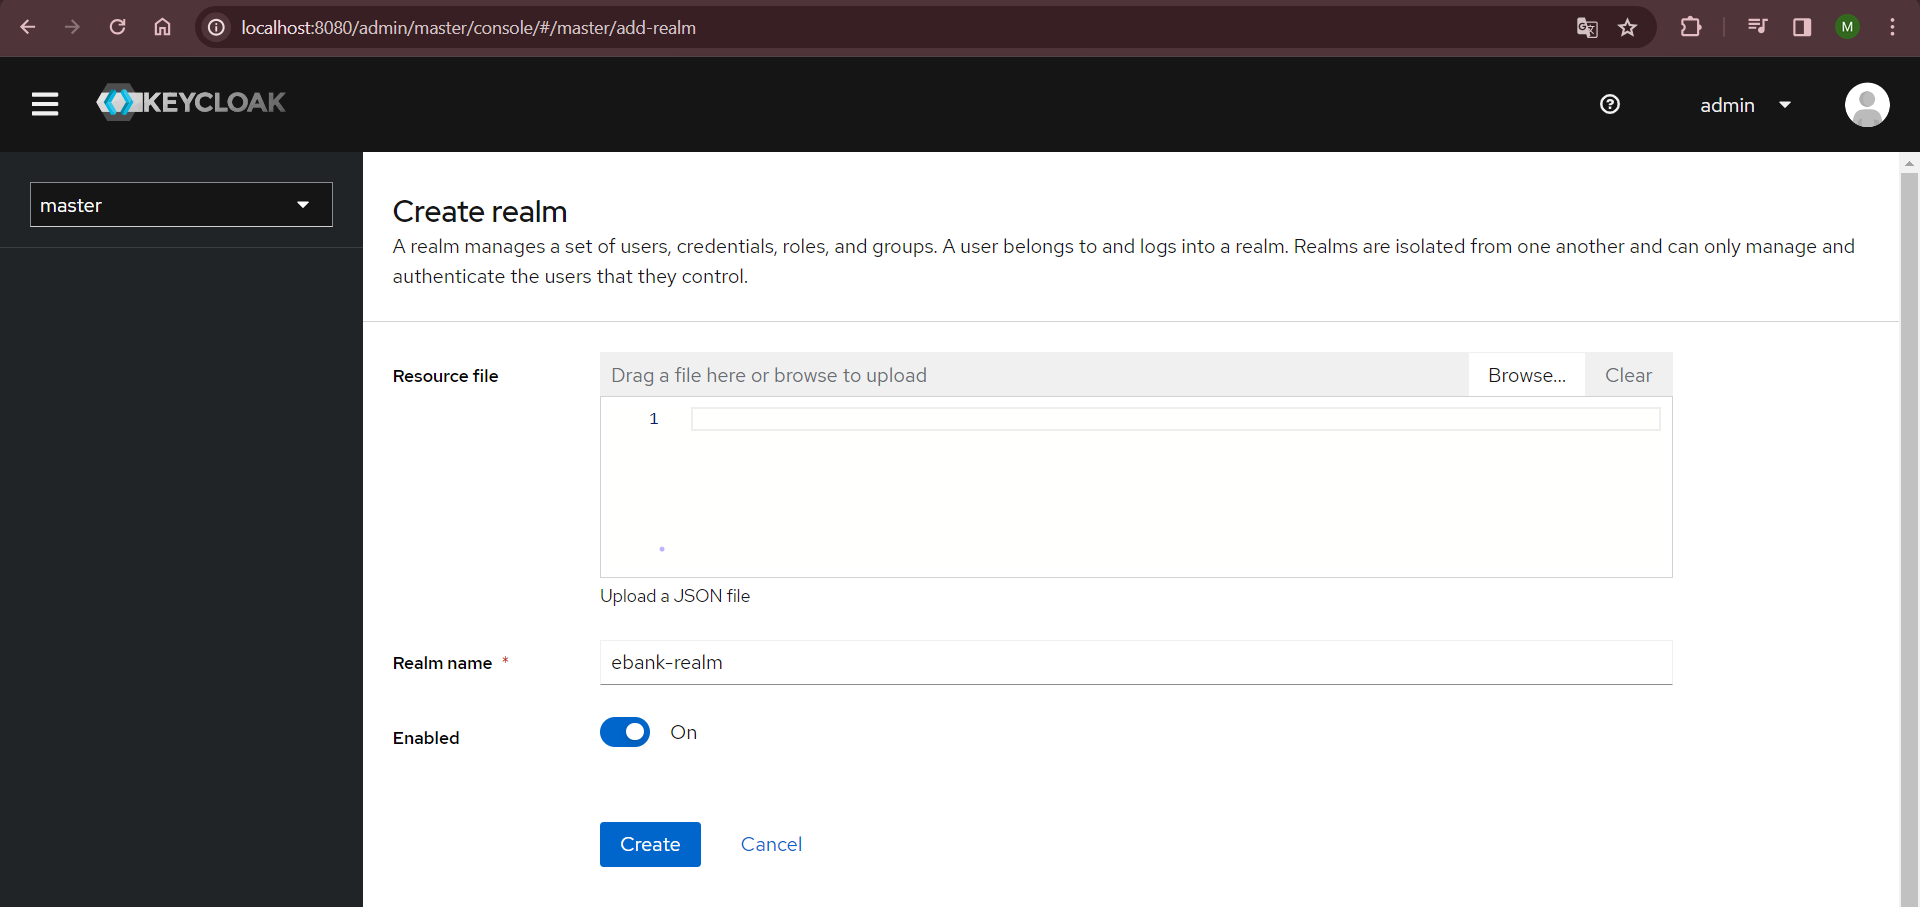 localhost:8080/admin/master/console/#/master/add-realm
M
KEYCLOAK
admin
master
Create realm
A realm manages a set of users, credentials, roles, and groups. A user belongs to and logs into a realm. Realms are isolated from one another and can only manage and
authenticate the users that they control.
Resource file
Drag a file here or browse to upload
Browse...
Clear
1
Upload a JSON file
Realm name *
ebank-realm
Enabled
On
Create
Cancel